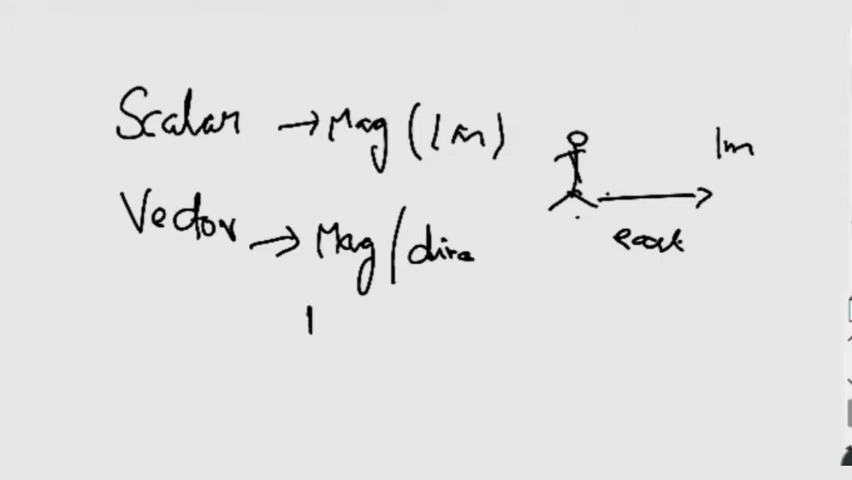 Scalar → Mag (1m)
1m
Vector → Mag/dire
east
1